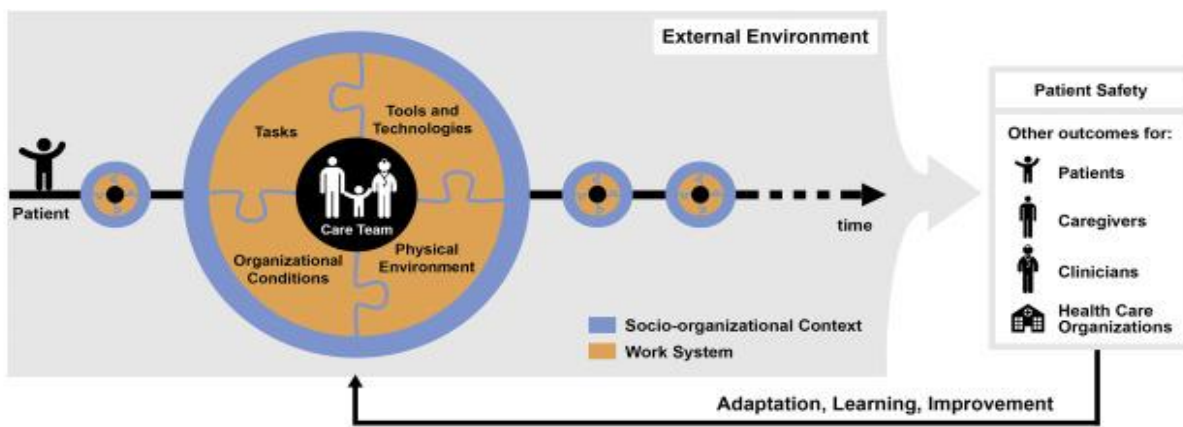 External Environment
Tasks
Tools and
Technologies
Patient
Care Team
Organizational
Conditions
Physical
Environment
time
Socio-organizational Context
Work System
Patient Safety
Other outcomes for:
Patients
Caregivers
Clinicians
Health Care
Organizations
Adaptation, Learning, Improvement